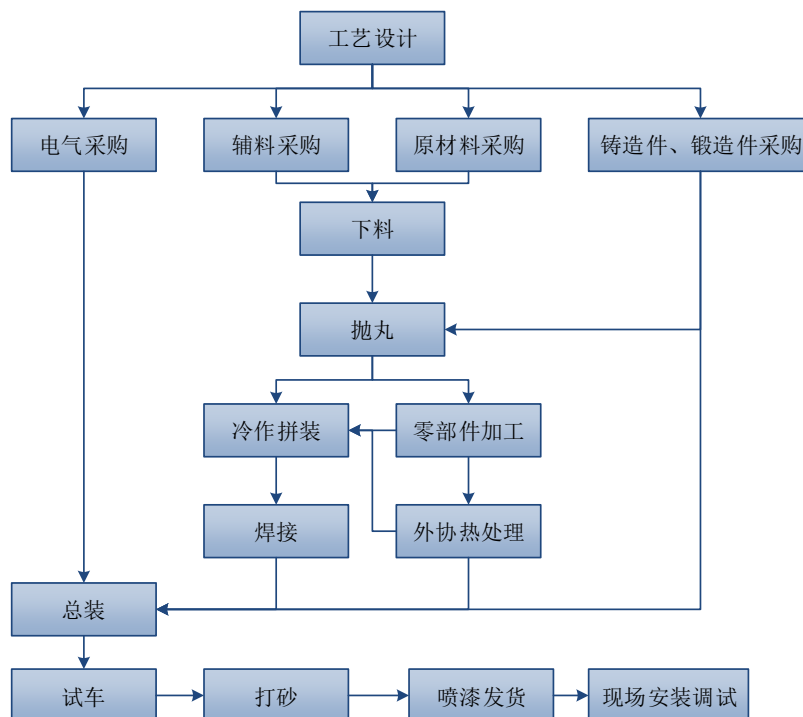 工艺设计
电气采购
辅料采购
原材料采购
铸造件、锻造件采购
下料
抛丸
冷作拼装
零部件加工
焊接
外协热处理
总装
试车
打砂
喷漆发货
现场安装调试